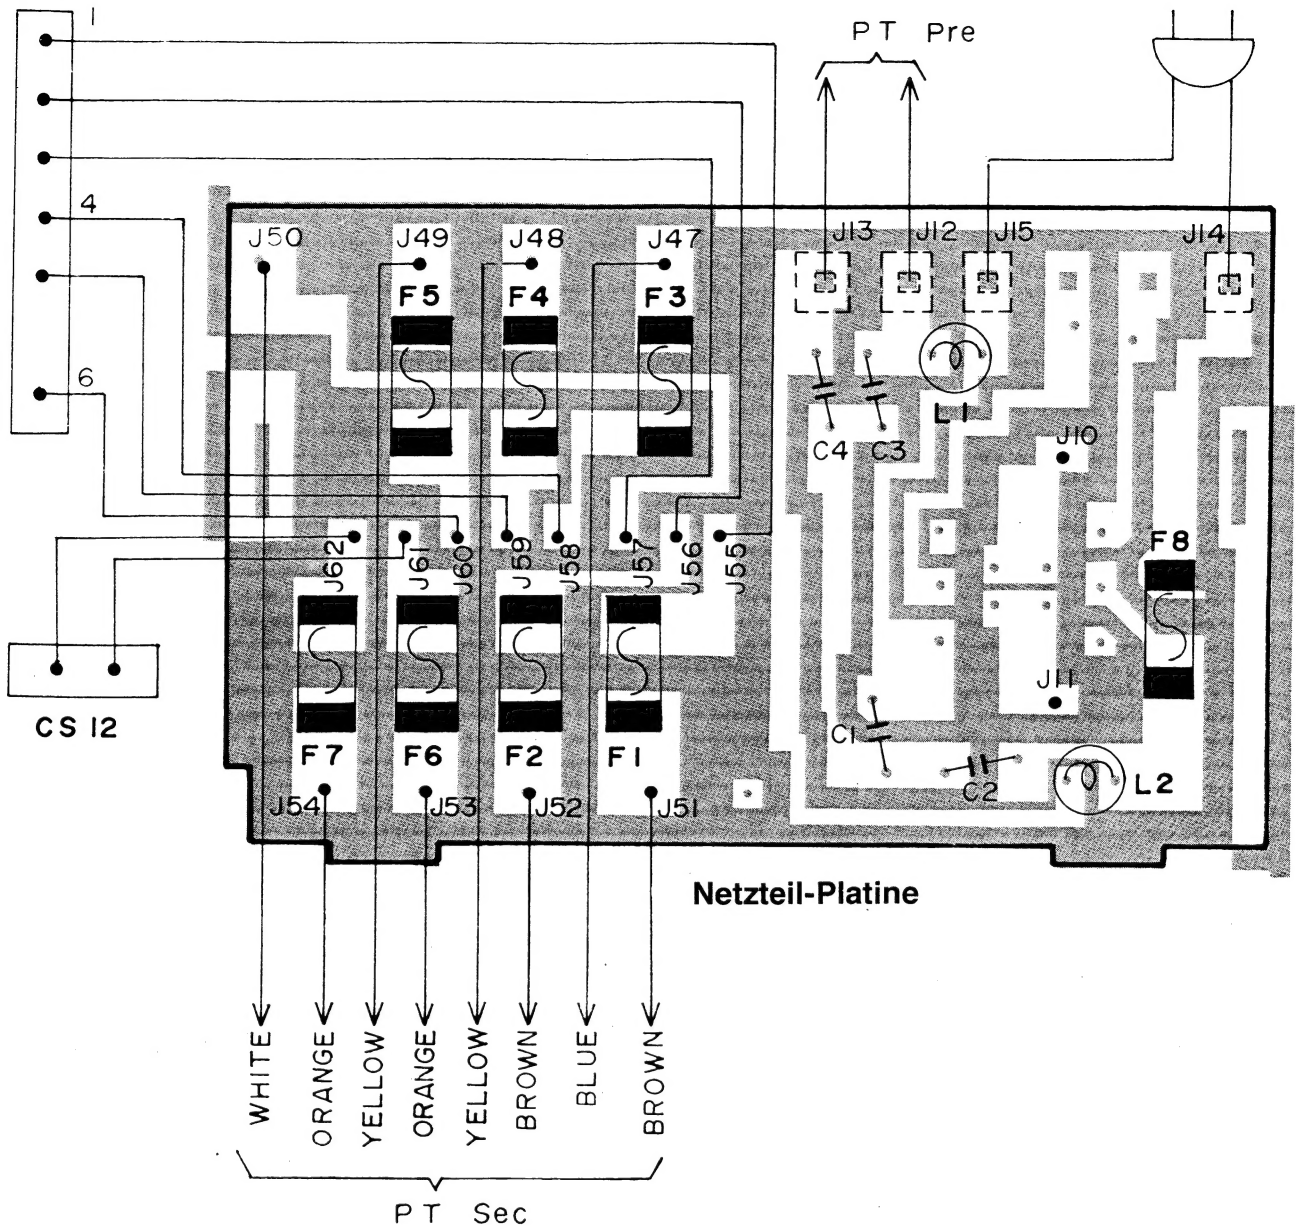 1
PT Pre
4
J50
J49
J48
J47
J13
J12
J15
J14
F5
F4
F3
6
L1
C4
C3
J10
J62
J61
J60
J59
J58
J57
J56
J55
F8
CS 12
J11
C1
F7
F6
F2
F1
C2
L2
J54
J53
J52
J51
Netzteil-Platine
WHITE
ORANGE
YELLOW
ORANGE
YELLOW
BROWN
BLUE
BROWN
PT Sec